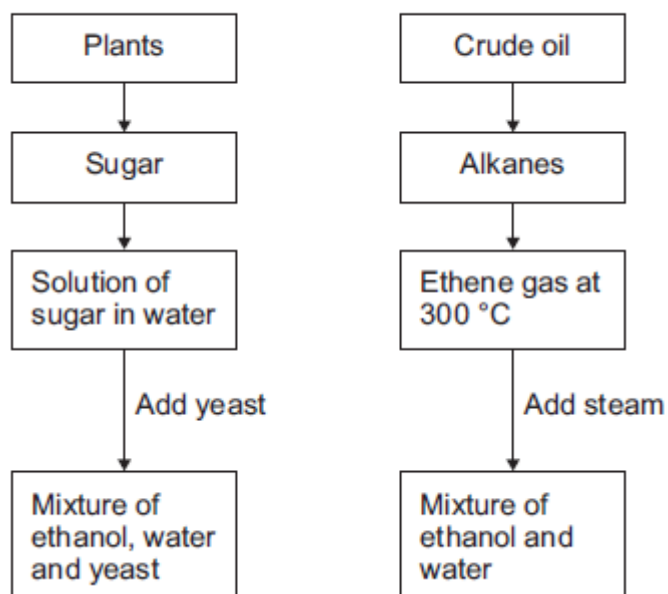 Plants
Sugar
Solution of
sugar in water
Add yeast
Mixture of
ethanol, water
and yeast
Crude oil
Alkanes
Ethene gas at
300 °C
Add steam
Mixture of
ethanol and
water